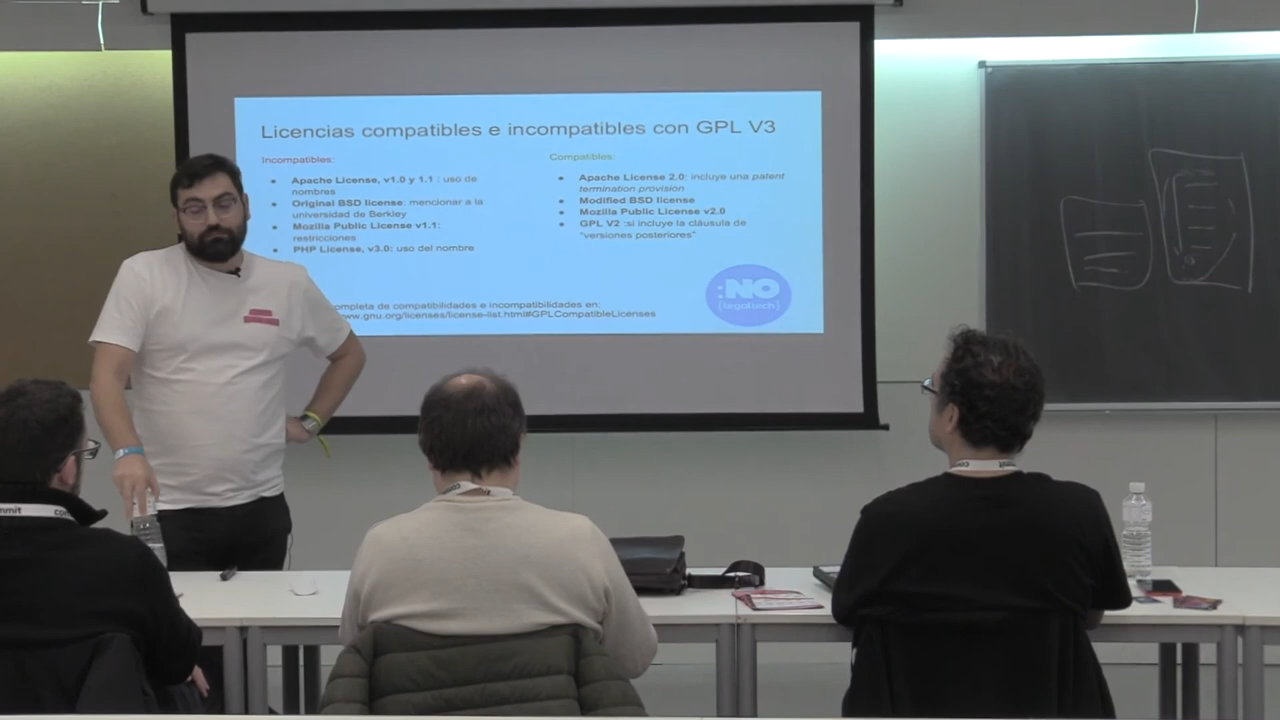 Licencias compatibles e incompatibles con GPL V3
Incompatibles:
● Apache License, v1.0 y 1.1 : uso de
nombres
● Original BSD license: mencionar a la
universidad de Berkley
● Mozilla Public License v1.1:
restricciones
● PHP License, v3.0: uso del nombre
Compatibles:
● Apache License 2.0: incluye una patent
termination provision
● Modified BSD license
● Mozilla Public License v2.0
● GPL V2 :si incluye la cláusula de
"versiones posteriores"
ompleta de compatibilidades e incompatibilidades en:
ww.gnu.org/licenses/license-list.html#GPLCompatibleLicenses
:NO
{legaltech}
mmit
com